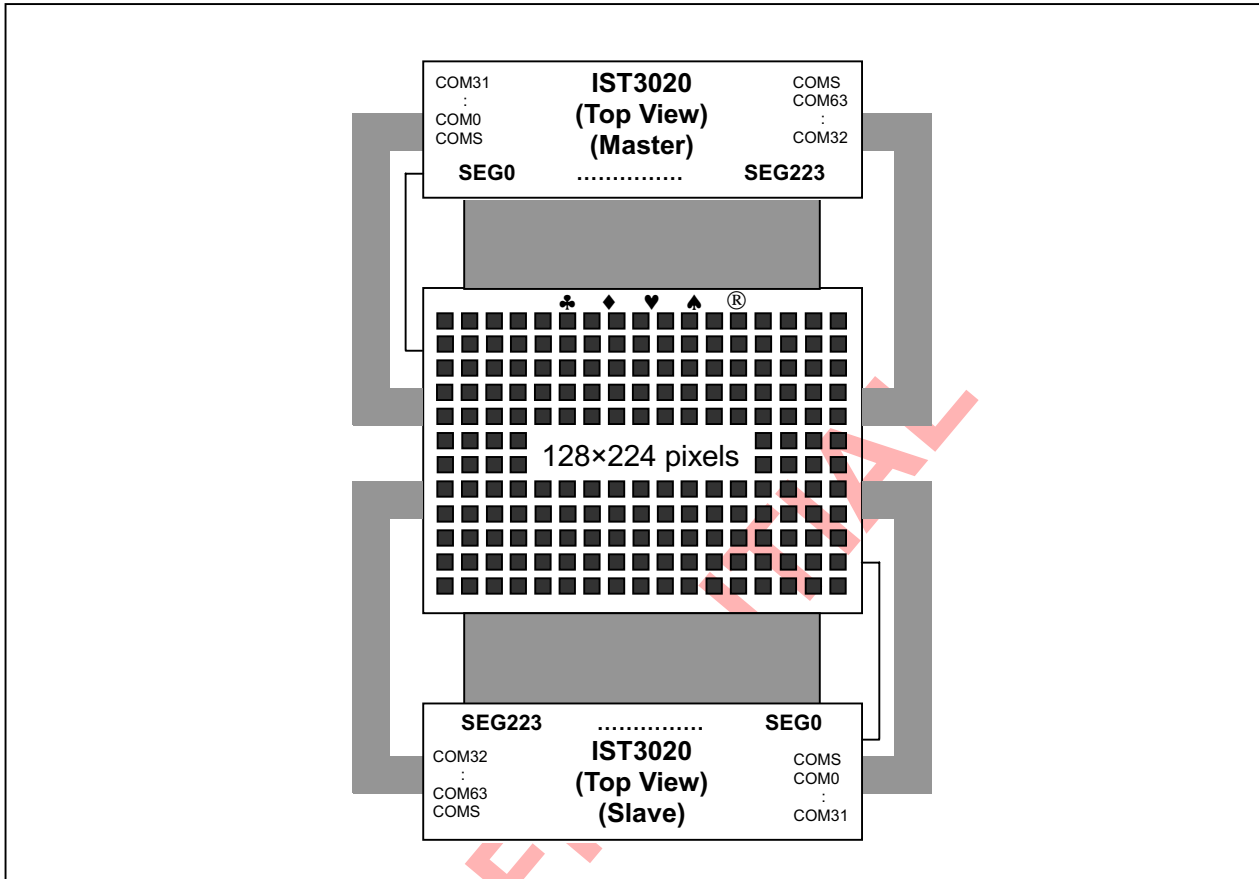 COM31
:
COM0
COMS
IST3020
(Top View)
(Master)
COMS
COM63
:
COM32
SEG0 ............... SEG223
♣ ♦ ♥ ♠ ®
128×224 pixels
SEG223 ............... SEG0
COM32
:
COM63
COMS
IST3020
(Top View)
(Slave)
COMS
COM0
:
COM31